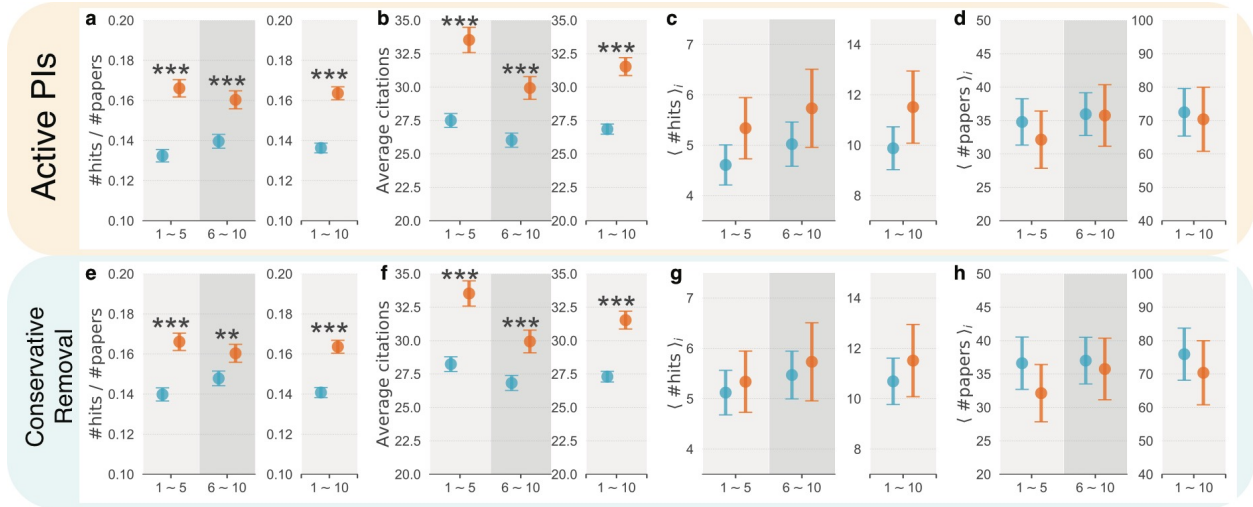 Active PIs
a
#hits / #papers
0.20
0.18
0.16
0.14
0.12
0.10
***
***
1 ~ 5
6 ~ 10
0.20
0.18
0.16
0.14
0.12
0.10
***
1 ~ 10
b
Average citations
35.0
32.5
30.0
27.5
25.0
22.5
20.0
***
***
1 ~ 5
6 ~ 10
35.0
32.5
30.0
27.5
25.0
22.5
20.0
***
1 ~ 10
c
⟨ #hits ⟩i
7
6
5
4
1 ~ 5
6 ~ 10
14
12
10
8
1 ~ 10
d
⟨ #papers ⟩i
50
45
40
35
30
25
20
1 ~ 5
6 ~ 10
100
90
80
70
60
50
40
1 ~ 10
Conservative
Removal
e
#hits / #papers
0.20
0.18
0.16
0.14
0.12
0.10
***
**
1 ~ 5
6 ~ 10
0.20
0.18
0.16
0.14
0.12
0.10
***
1 ~ 10
f
Average citations
35.0
32.5
30.0
27.5
25.0
22.5
20.0
***
***
1 ~ 5
6 ~ 10
35.0
32.5
30.0
27.5
25.0
22.5
20.0
***
1 ~ 10
g
⟨ #hits ⟩i
7
6
5
4
1 ~ 5
6 ~ 10
14
12
10
8
1 ~ 10
h
⟨ #papers ⟩i
50
45
40
35
30
25
20
1 ~ 5
6 ~ 10
100
90
80
70
60
50
40
1 ~ 10